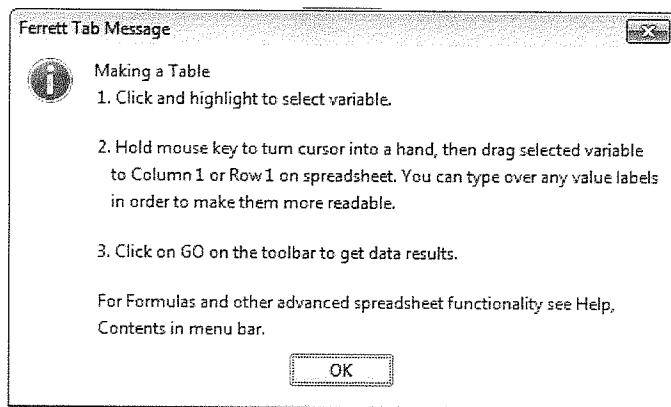 Ferrett Tab Message
Making a Table
1. Click and highlight to select variable.
2. Hold mouse key to turn cursor into a hand, then drag selected variable
to Column 1 or Row 1 on spreadsheet. You can type over any value labels
in order to make them more readable.
3. Click on GO on the toolbar to get data results.
For Formulas and other advanced spreadsheet functionality see Help,
Contents in menu bar.
OK